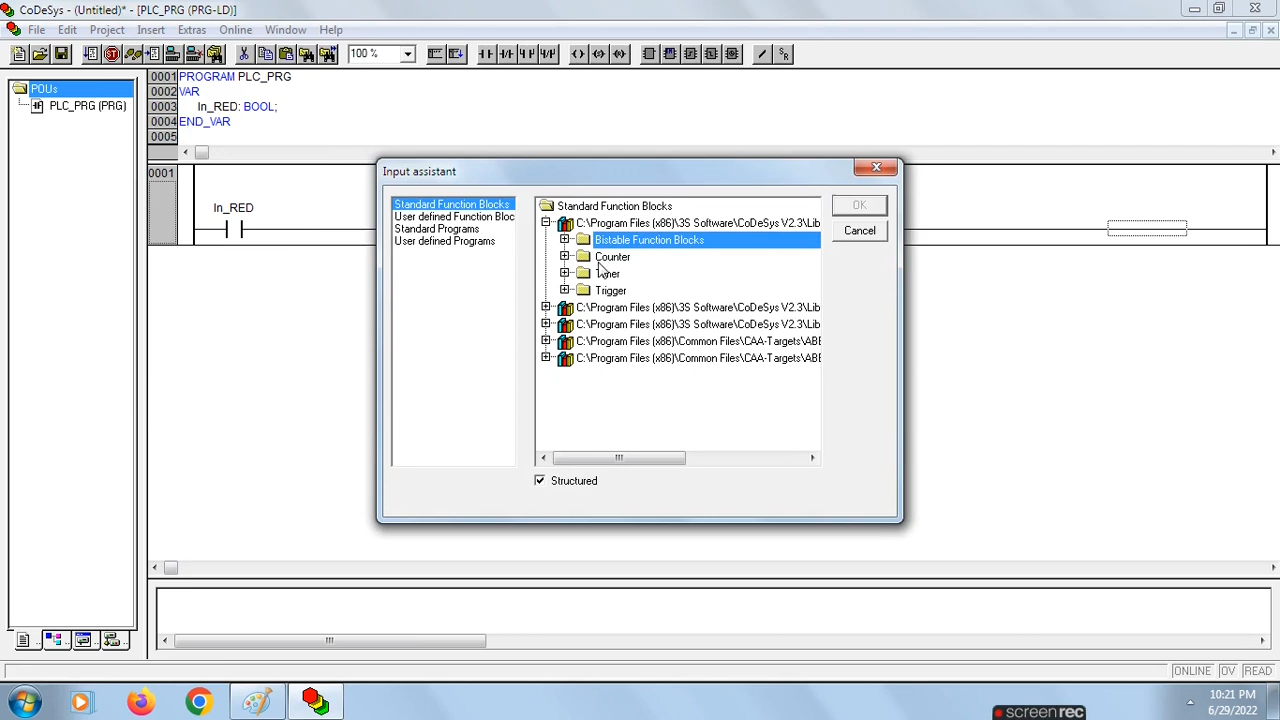 CoDeSys - (Untitled)* - [PLC_PRG (PRG-LD)]
File Edit Project Insert Extras Online Window Help
100 %
POUs
PLC_PRG (PRG)
0001 PROGRAM PLC_PRG
0002 VAR
0003 In_RED: BOOL;
0004 END_VAR
0005
0001
In_RED
Input assistant
Standard Function Blocks
User defined Function Bloc
Standard Programs
User defined Programs
Standard Function Blocks
C:\Program Files (x86)\3S Software\CoDeSys V2.3\Lib
Bistable Function Blocks
Counter
Trigger
C:\Program Files (x86)\3S Software\CoDeSys V2.3\Lib
C:\Program Files (x86)\3S Software\CoDeSys V2.3\Lib
C:\Program Files (x86)\Common Files\CAA-Targets\ABB
C:\Program Files (x86)\Common Files\CAA-Targets\ABB
Structured
OK
Cancel
ONLINE OV READ
10:21 PM
6/29/2022
screenrec